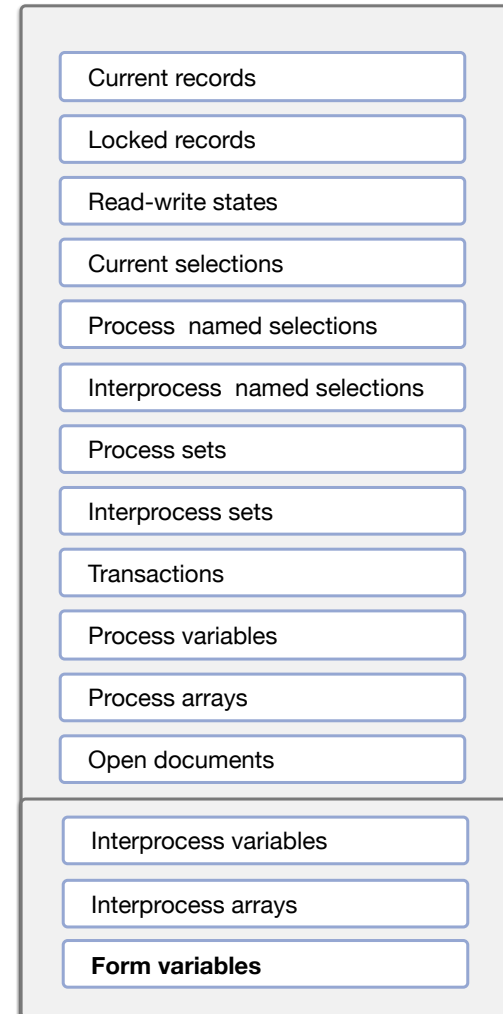 Current records
Locked records
Read-write states
Current selections
Process  named selections
Interprocess  named selections
Process sets
Interprocess sets
Transactions
Process variables
Process arrays
Open documents
Interprocess variables
Interprocess arrays
Form variables